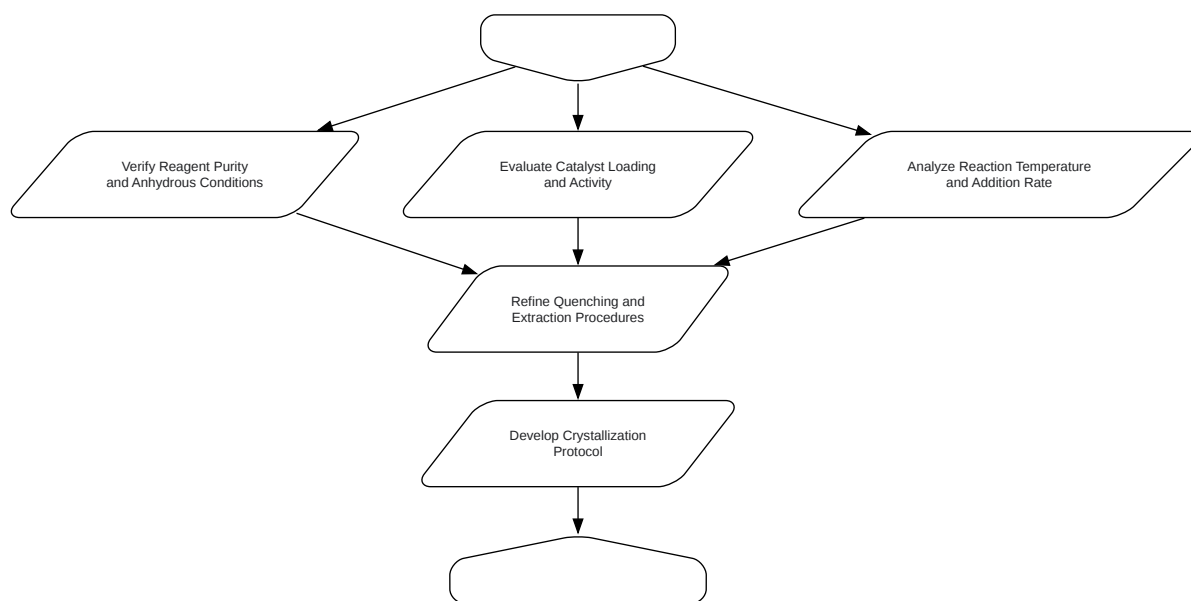 Verify Reagent Purity
and Anhydrous Conditions
Evaluate Catalyst Loading
and Activity
Analyze Reaction Temperature
and Addition Rate
Refine Quenching and
Extraction Procedures
Develop Crystallization
Protocol